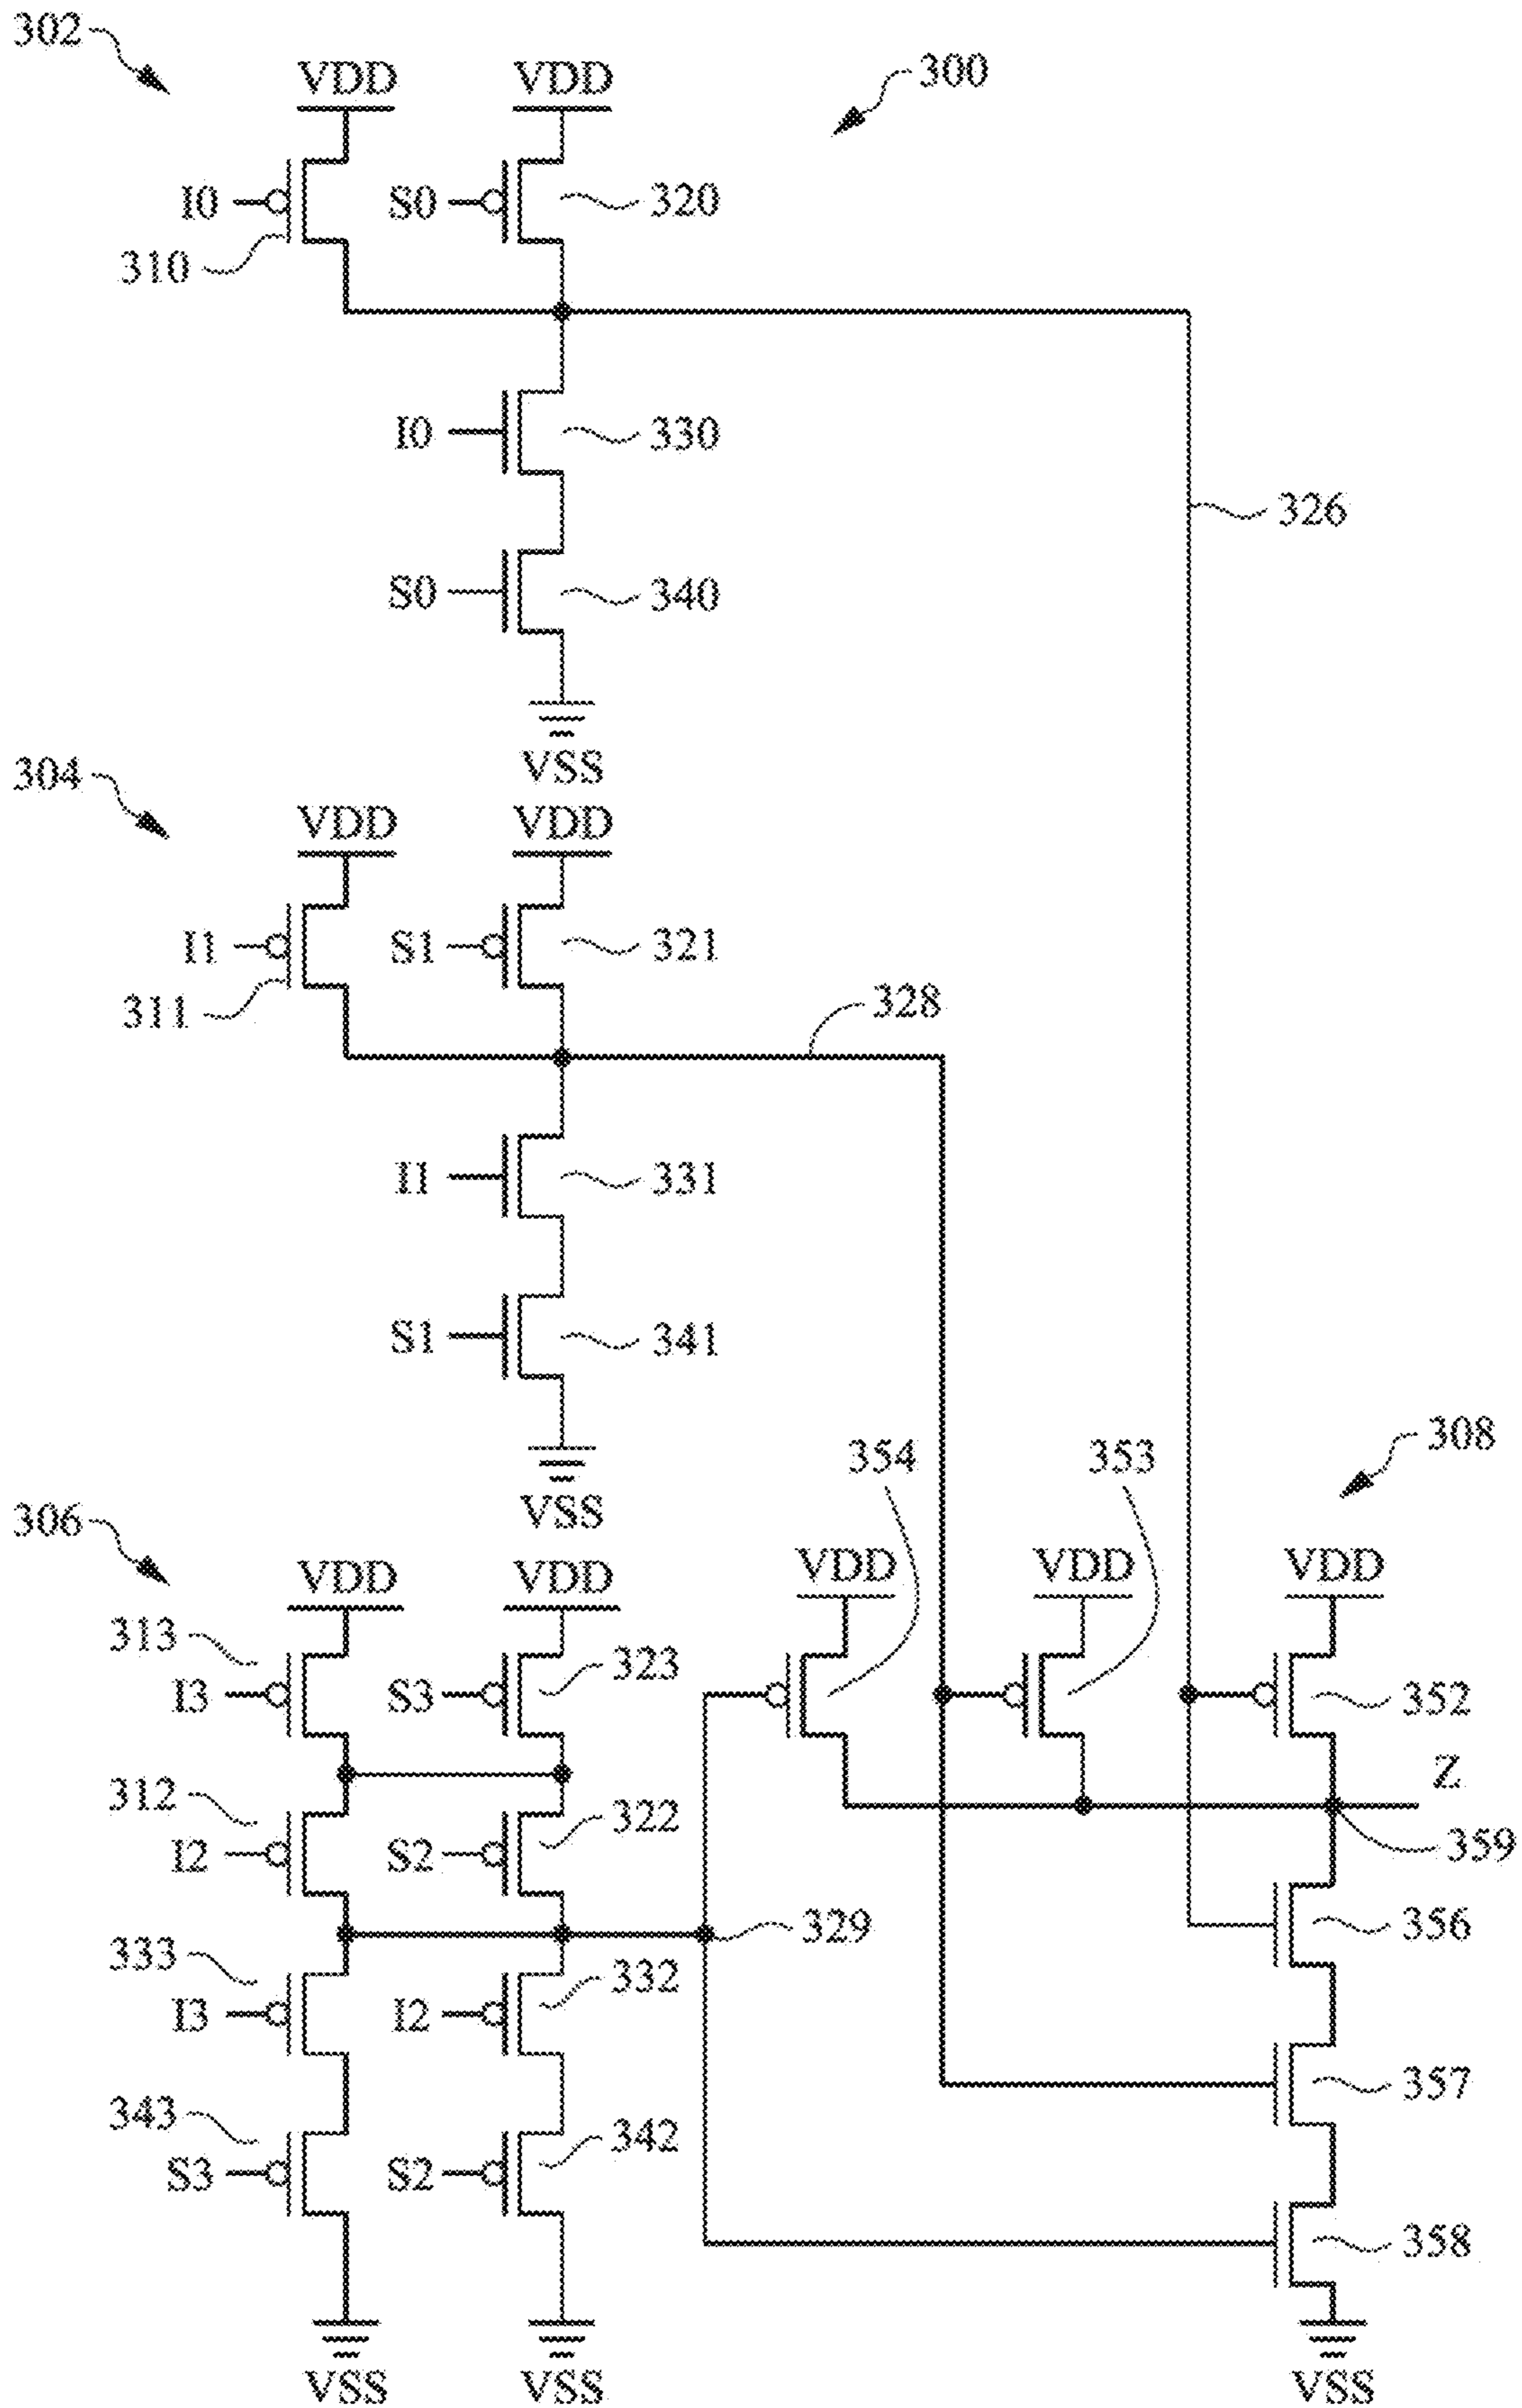 302
VDD VDD
300
I0 S0 320
310
I0 330
326
S0 340
VSS
304
VDD VDD
I1 S1 321
311
328
I1 331
S1 341
VSS
308
354 353
306
VDD VDD VDD VDD VDD
313
I3 S3 323
352
Z
312
I2 S2 322
359
329 356
333
I3 I2 332
357
343
S3 S2 342
358
VSS VSS VSS